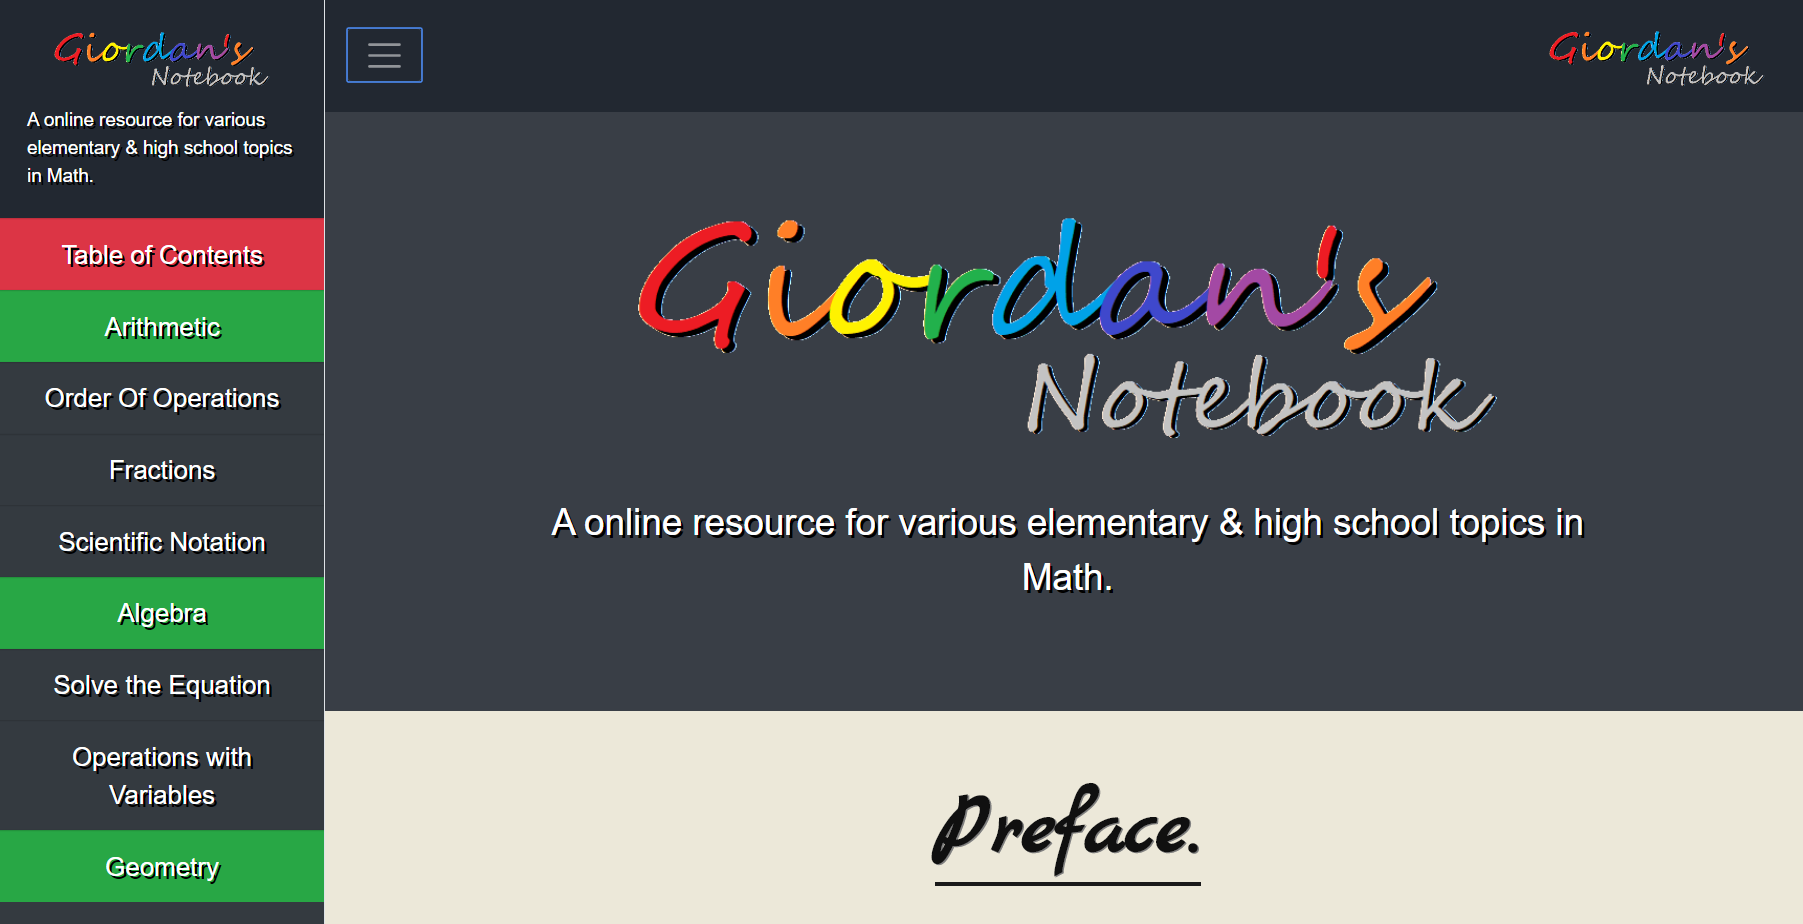 Giordan's
Notebook
A online resource for various
elementary & high school topics
in Math.
Table of Contents
Arithmetic
Order Of Operations
Fractions
Scientific Notation
Algebra
Solve the Equation
Operations with
Variables
Geometry
Giordan's
Notebook
Giordan's
Notebook
A online resource for various elementary & high school topics in
Math.
Preface.